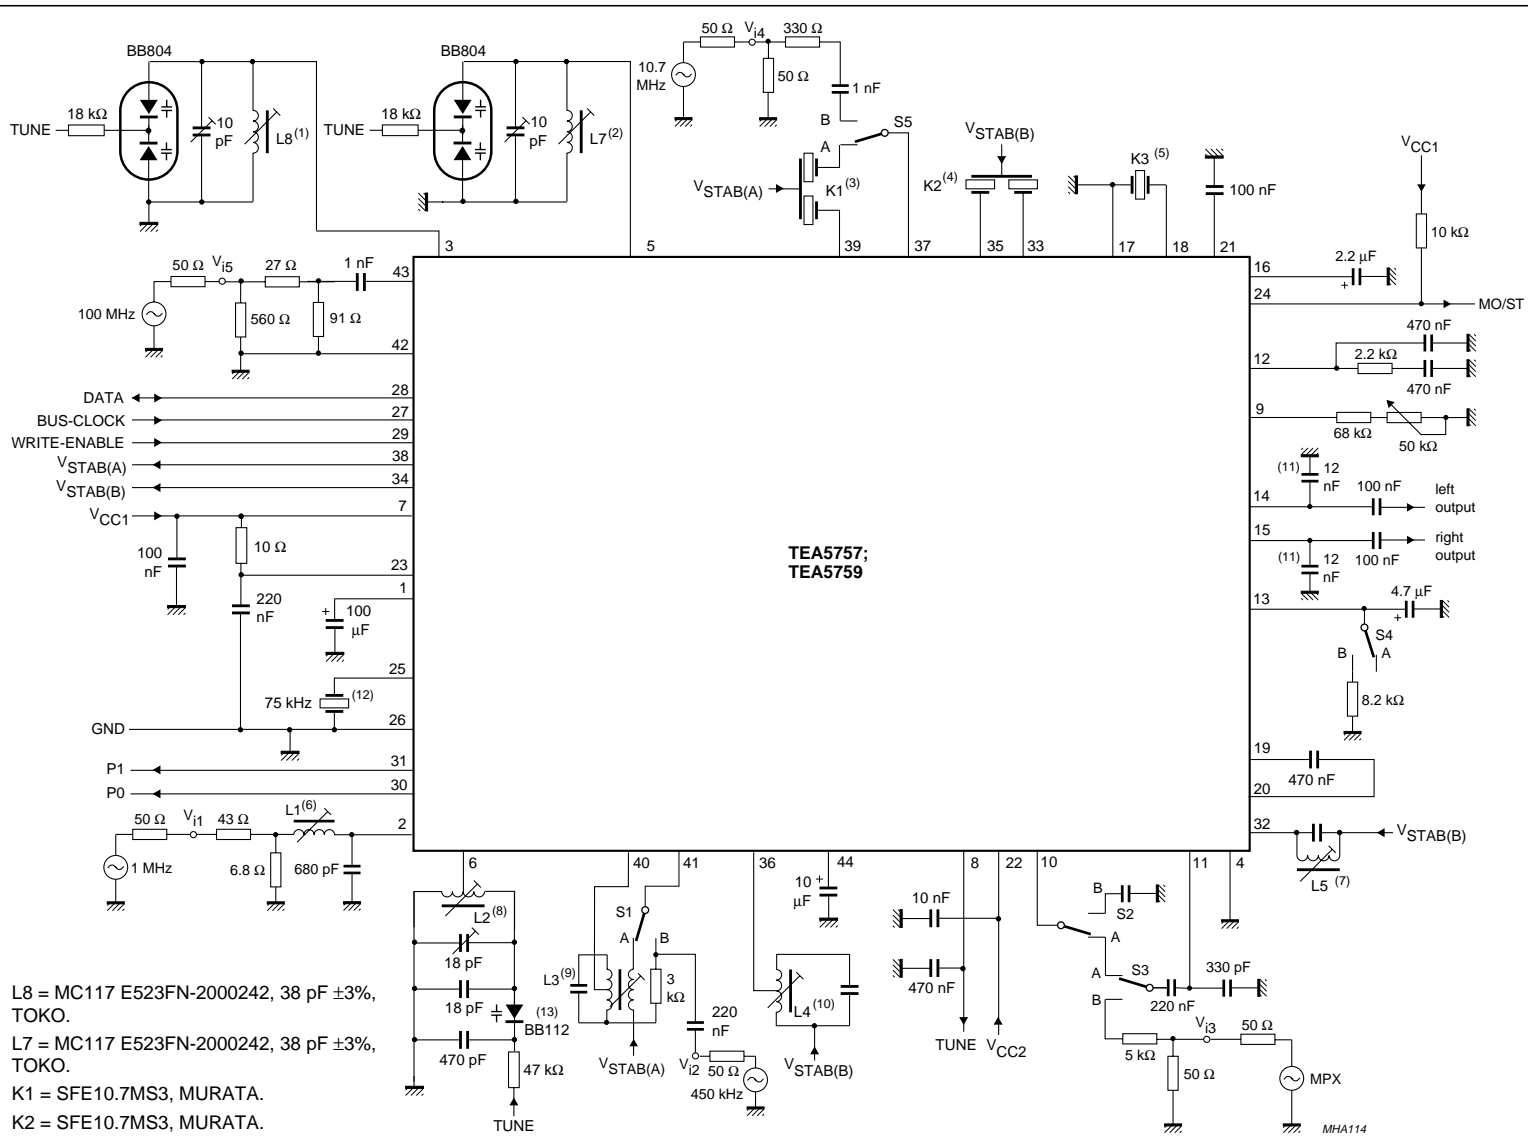 BB804
BB804
18 kΩ
TUNE
10
pF
L8(1)
18 kΩ
TUNE
10
pF
L7(2)
50 Ω
Vi4
330 Ω
10.7
MHz
50 Ω
1 nF
B
S5
A
VSTAB(A)
K1(3)
VSTAB(B)
K2(4)
K3 (5)
100 nF
VCC1
10 kΩ
3
5
39
37
35
33
17
18
21
50 Ω
Vi5
27 Ω
1 nF
43
100 MHz
560 Ω
91 Ω
42
DATA
28
BUS-CLOCK
27
WRITE-ENABLE
29
VSTAB(A)
38
VSTAB(B)
34
VCC1
7
100
nF
10 Ω
23
1
220
nF
+
100
μF
25
75 kHz
(12)
GND
26
P1
31
P0
30
50 Ω
Vi1
43 Ω
L1(6)
2
1 MHz
6.8 Ω
680 pF
TEA5757;
TEA5759
16
2.2 μF
+
24
MO/ST
470 nF
12
2.2 kΩ
470 nF
9
68 kΩ
50 kΩ
(11)
12
nF
14
100 nF
left
output
15
right
output
(11)
12
nF
100 nF
13
4.7 μF
+
S4
B
A
8.2 kΩ
19
470 nF
20
32
VSTAB(B)
L5 (7)
6
40
41
36
44
8
22
10
11
4
L2(8)
18 pF
18 pF
(13)
BB112
470 pF
47 kΩ
TUNE
S1
A
B
L3(9)
3
kΩ
220
nF
VSTAB(A)
Vi2
50 Ω
450 kHz
10
μF
+
L4(10)
VSTAB(B)
10 nF
470 nF
TUNE
VCC2
B
S2
A
A
S3
B
330 pF
220 nF
Vi3
50 Ω
5 kΩ
50 Ω
MPX
L8 = MC117 E523FN-2000242, 38 pF ±3%,
TOKO.
L7 = MC117 E523FN-2000242, 38 pF ±3%,
TOKO.
K1 = SFE10.7MS3, MURATA.
K2 = SFE10.7MS3, MURATA.
MHA114